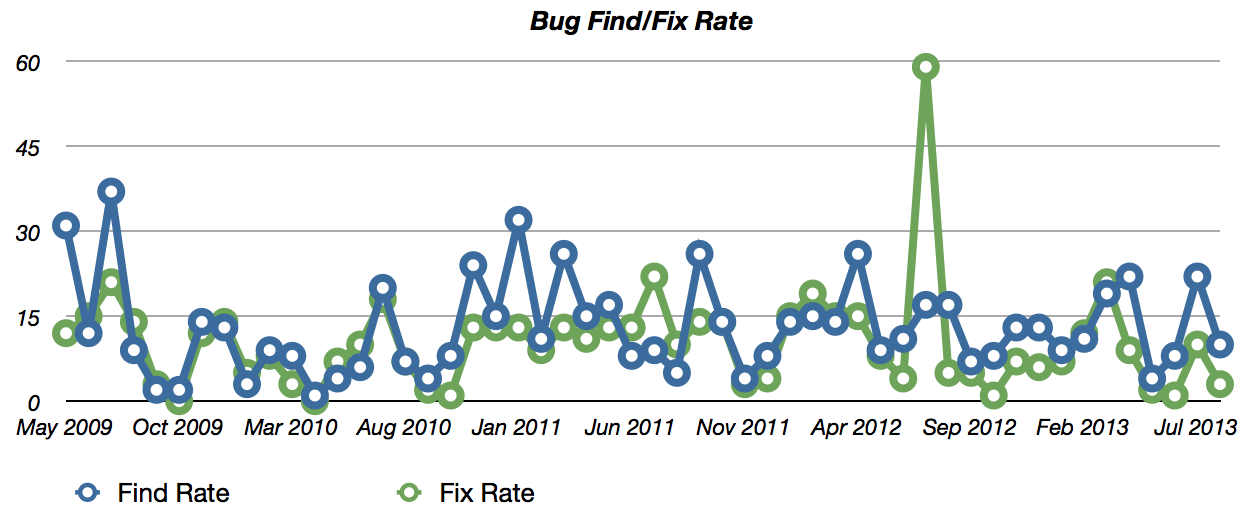 Bug Find/Fix Rate
60
45
30
15
0
May 2009 Oct 2009 Mar 2010 Aug 2010 Jan 2011 Jun 2011 Nov 2011 Apr 2012 Sep 2012 Feb 2013 Jul 2013
Find Rate Fix Rate